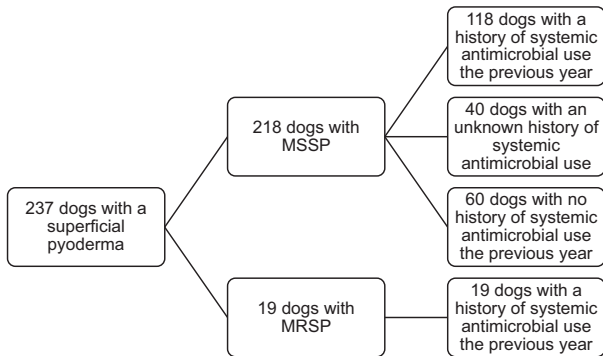 237 dogs with a
superficial
pyoderma
218 dogs with
MSSP
19 dogs with
MRSP
118 dogs with a
history of systemic
antimicrobial use
the previous year
40 dogs with an
unknown history of
systemic
antimicrobial use
60 dogs with no
history of systemic
antimicrobial use
the previous year
19 dogs with a
history of systemic
antimicrobial use
the previous year